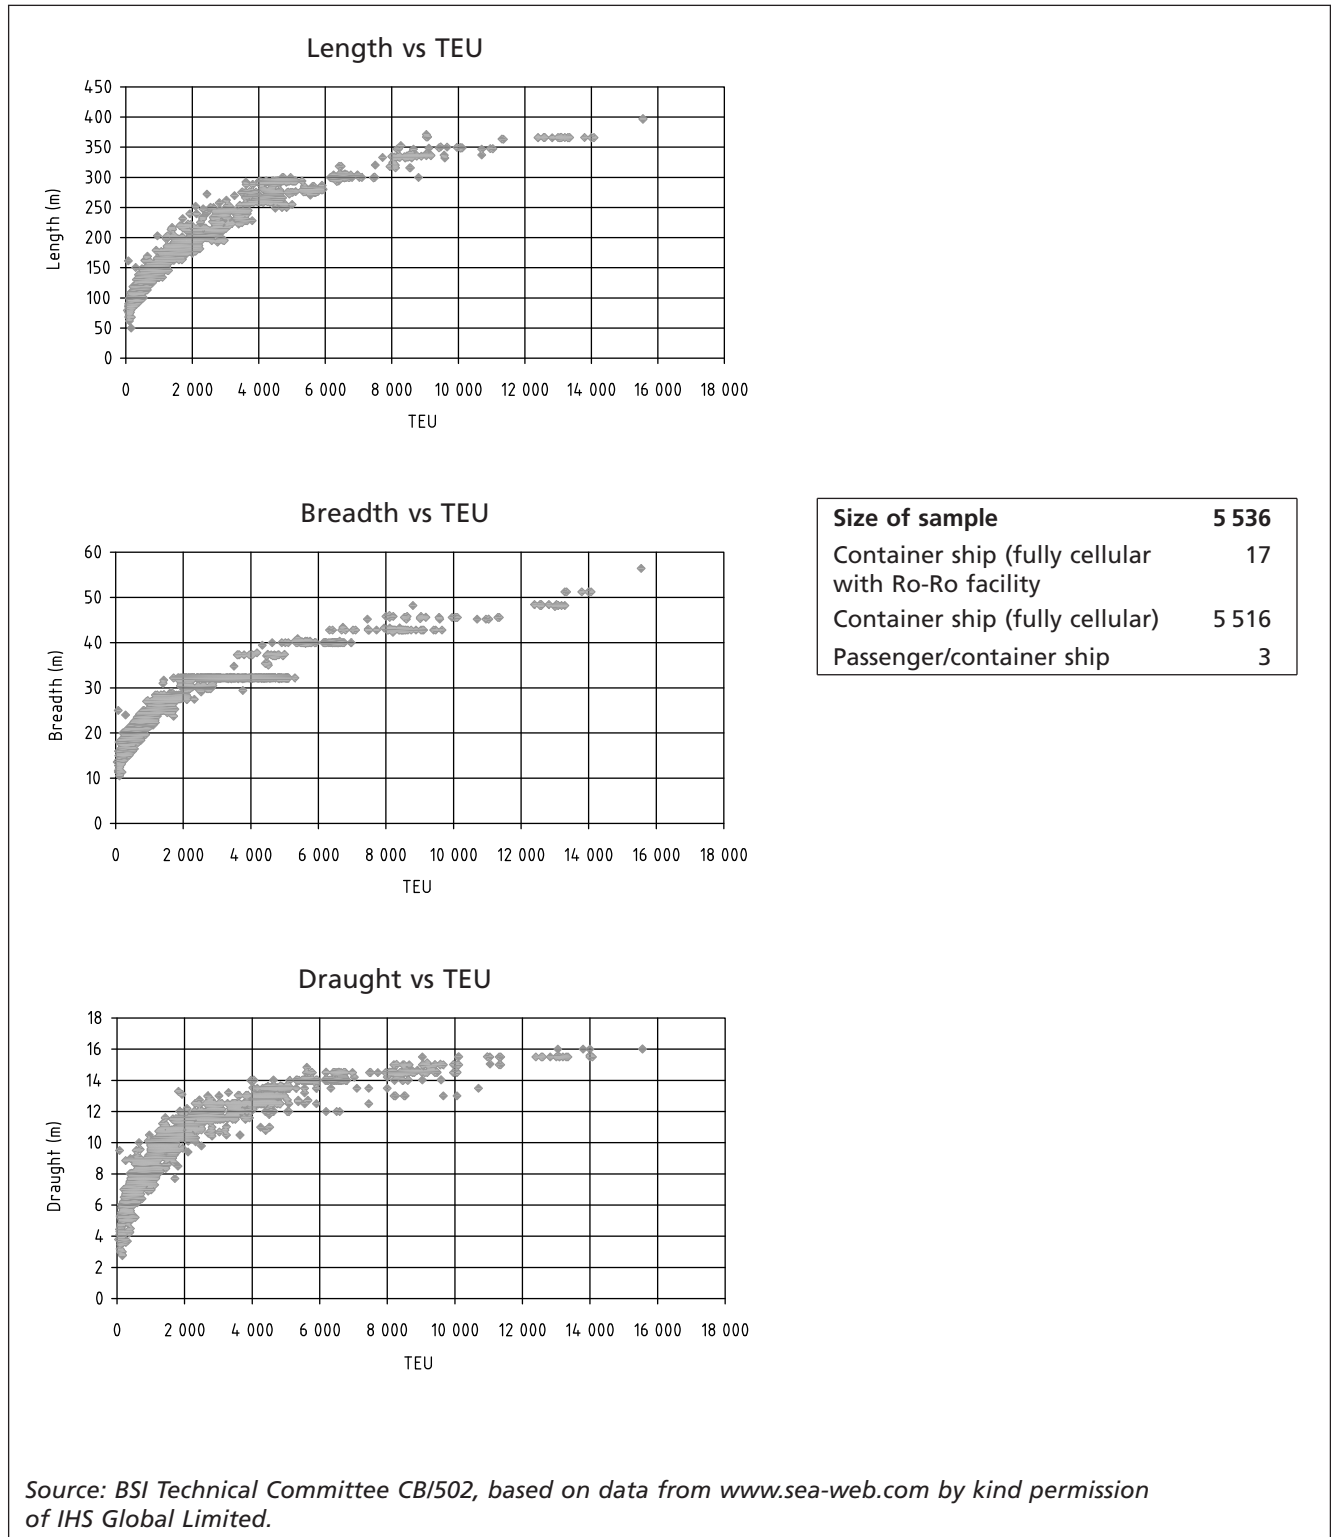 Length vs TEU
450
400
350
300
250
200
150
100
50
0
Length (m)
0 2 000 4 000 6 000 8 000 10 000 12 000 14 000 16 000 18 000
TEU
Breadth vs TEU
60
50
40
30
20
10
0
Breadth (m)
0 2 000 4 000 6 000 8 000 10 000 12 000 14 000 16 000 18 000
TEU
Size of sample 5 536
Container ship (fully cellular 17
with Ro-Ro facility
Container ship (fully cellular) 5 516
Passenger/container ship 3
Draught vs TEU
18
16
14
12
10
8
6
4
2
0
Draught (m)
0 2 000 4 000 6 000 8 000 10 000 12 000 14 000 16 000 18 000
TEU
Source: BSI Technical Committee CB/502, based on data from www.sea-web.com by kind permission
of IHS Global Limited.